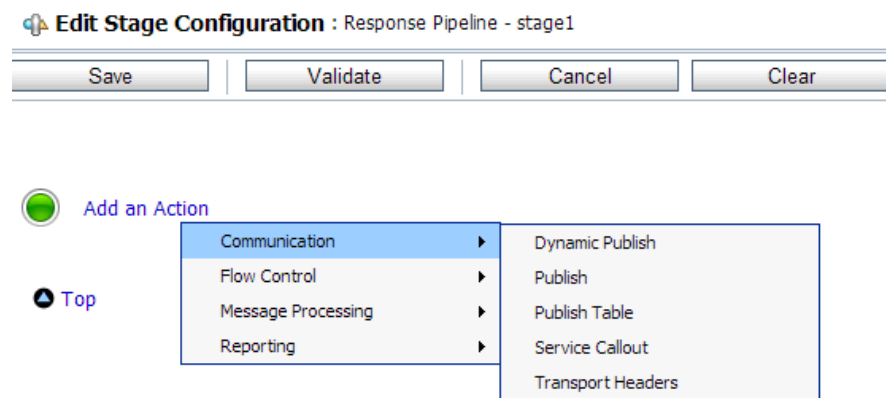 Edit Stage Configuration : Response Pipeline - stage1
Save Validate Cancel Clear
Add an Action
Communication
Flow Control
Message Processing
Reporting
Dynamic Publish
Publish
Publish Table
Service Callout
Transport Headers
Top